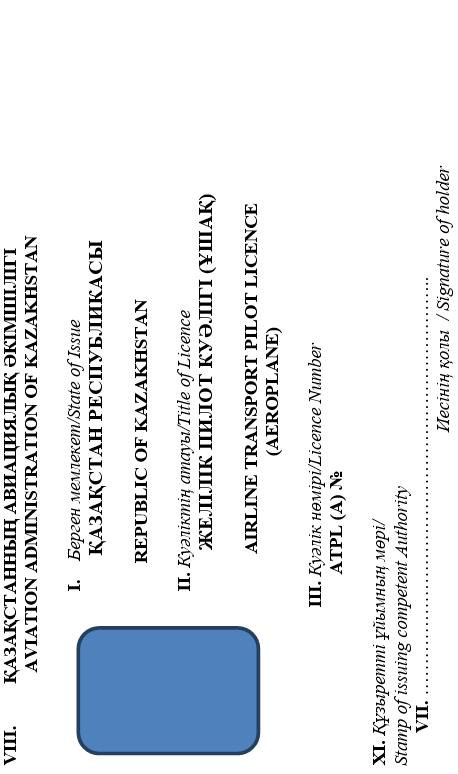 VIII. ҚАЗАҚСТАННЫҢ АВИАЦИЯЛЫҚ ӘКІМШІЛІГІ
AVIATION ADMINISTRATION OF KAZAKHSTAN
I. Берген мемлекет/State of Issue
ҚАЗАҚСТАН РЕСПУБЛИКАСЫ
REPUBLIC OF KAZAKHSTAN
II. Куәліктің атауы/Title of Licence
ЖЕЛІЛІК ПИЛОТ КУӘЛІГІ (ҰШАҚ)
AIRLINE TRANSPORT PILOT LICENCE
(AEROPLANE)
III. Куәлік нөмірі/Licence Number
ATPL (A) №
XI. Құзыретті ұйымның мөрі/
Stamp of issuing competent Authority
VII. ……………………………………………………………..
Иесінің қолы / Signature of holder